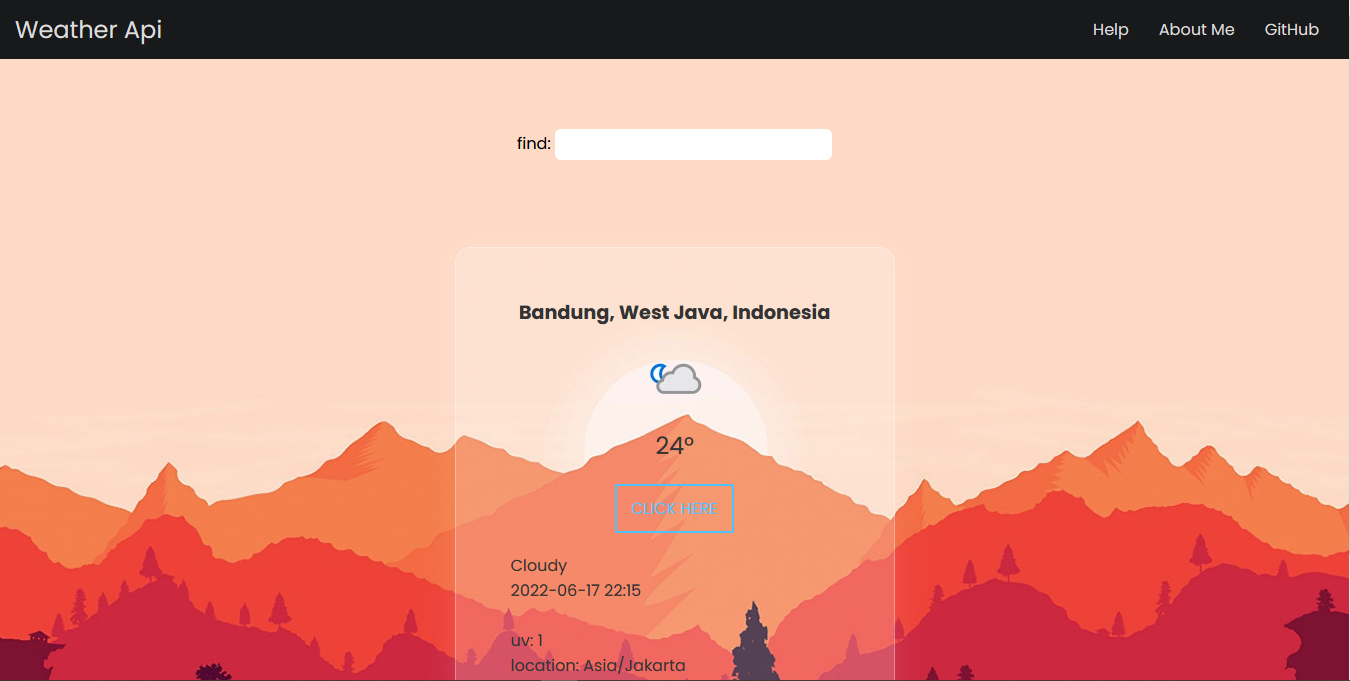 Weather Api
Help
About Me
GitHub
find:
Bandung, West Java, Indonesia
24°
CLICK HERE
Cloudy
2022-06-17 22:15
uv: 1
location: Asia/Jakarta